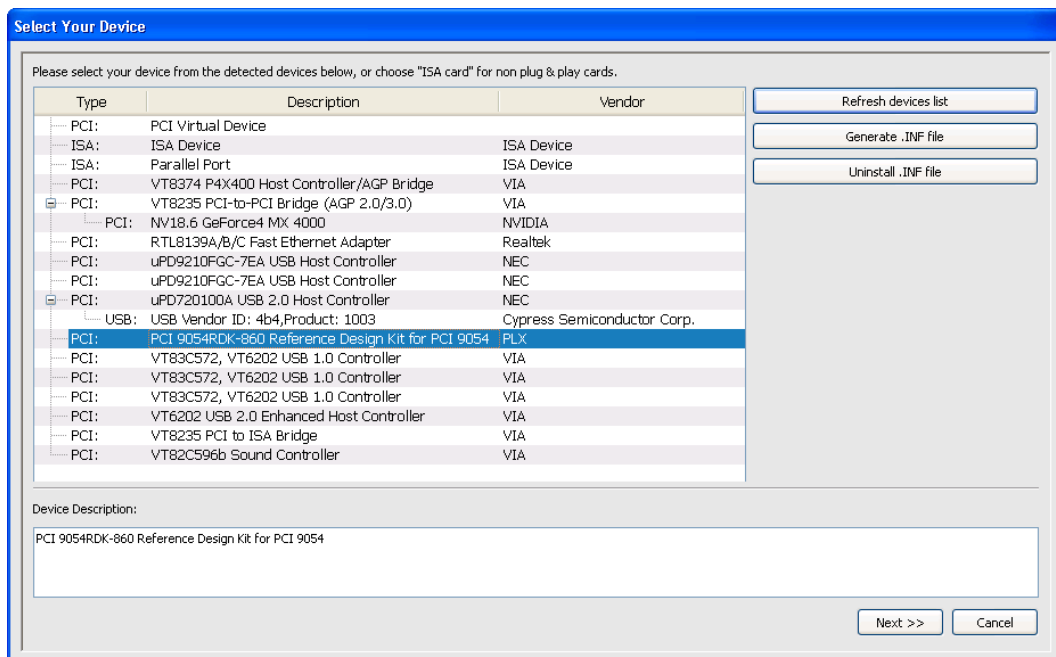 Select Your Device
Please select your device from the detected devices below, or choose "ISA card" for non plug & play cards.
Type Description Vendor
PCI: PCI Virtual Device
ISA: ISA Device ISA Device
ISA: Parallel Port ISA Device
PCI: VT8374 P4X400 Host Controller/AGP Bridge VIA
PCI: VT8235 PCI-to-PCI Bridge (AGP 2.0/3.0) VIA
PCI: NV18.6 GeForce4 MX 4000 NVIDIA
PCI: RTL8139A/B/C Fast Ethernet Adapter Realtek
PCI: uPD9210FGC-7EA USB Host Controller NEC
PCI: uPD9210FGC-7EA USB Host Controller NEC
PCI: uPD720100A USB 2.0 Host Controller NEC
USB: USB Vendor ID: 4b4,Product: 1003 Cypress Semiconductor Corp.
PCI: PCI 9054RDK-860 Reference Design Kit for PCI 9054 PLX
PCI: VT83C572, VT6202 USB 1.0 Controller VIA
PCI: VT83C572, VT6202 USB 1.0 Controller VIA
PCI: VT83C572, VT6202 USB 1.0 Controller VIA
PCI: VT6202 USB 2.0 Enhanced Host Controller VIA
PCI: VT8235 PCI to ISA Bridge VIA
PCI: VT82C596b Sound Controller VIA
Refresh devices list
Generate .INF file
Uninstall .INF file
Device Description:
PCI 9054RDK-860 Reference Design Kit for PCI 9054
Next >> Cancel